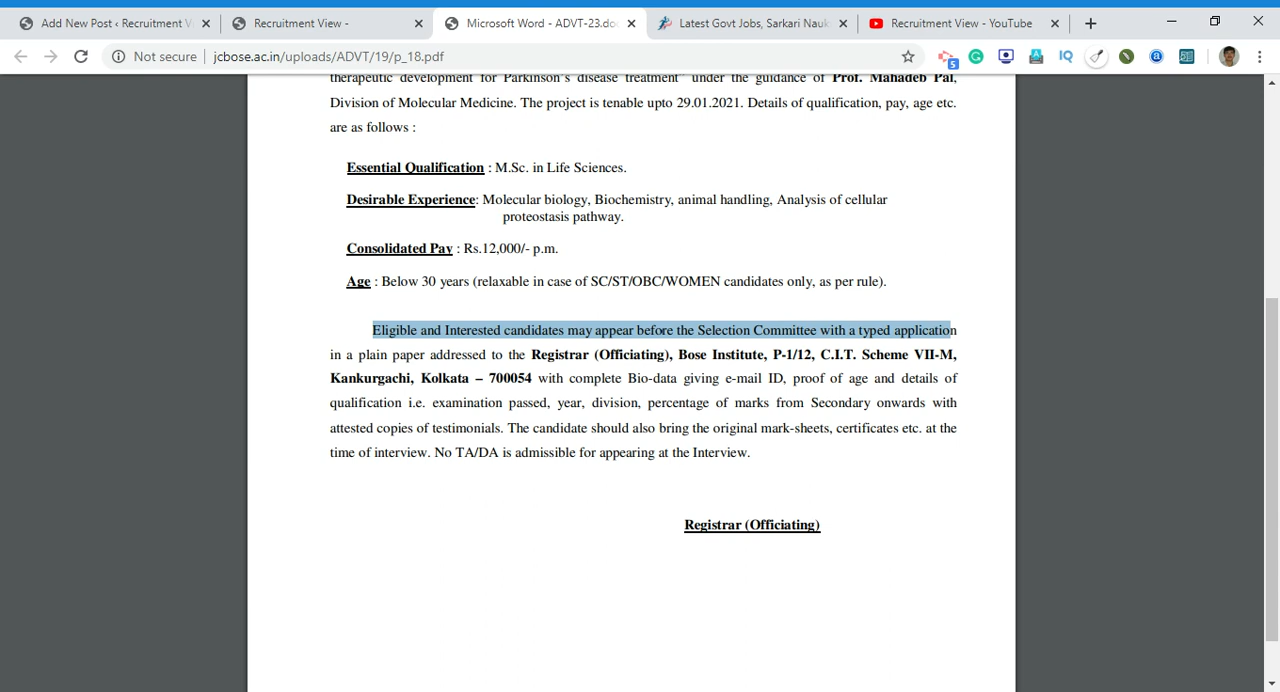 Add New Post ‹ Recruitment Vi
Recruitment View -
Microsoft Word - ADVT-23.doc
Latest Govt Jobs, Sarkari Nauk
Recruitment View - YouTube
Not secure | jcbose.ac.in/uploads/ADVT/19/p_18.pdf
5
IQ
therapeutic development for Parkinson's disease treatment" under the guidance of Prof. Mahadeb Pal,
Division of Molecular Medicine. The project is tenable upto 29.01.2021. Details of qualification, pay, age etc.
are as follows :
Essential Qualification : M.Sc. in Life Sciences.
Desirable Experience: Molecular biology, Biochemistry, animal handling, Analysis of cellular
proteostasis pathway.
Consolidated Pay : Rs.12,000/- p.m.
Age : Below 30 years (relaxable in case of SC/ST/OBC/WOMEN candidates only, as per rule).
Eligible and Interested candidates may appear before the Selection Committee with a typed application
in a plain paper addressed to the Registrar (Officiating), Bose Institute, P-1/12, C.I.T. Scheme VII-M,
Kankurgachi, Kolkata – 700054 with complete Bio-data giving e-mail ID, proof of age and details of
qualification i.e. examination passed, year, division, percentage of marks from Secondary onwards with
attested copies of testimonials. The candidate should also bring the original mark-sheets, certificates etc. at the
time of interview. No TA/DA is admissible for appearing at the Interview.
Registrar (Officiating)